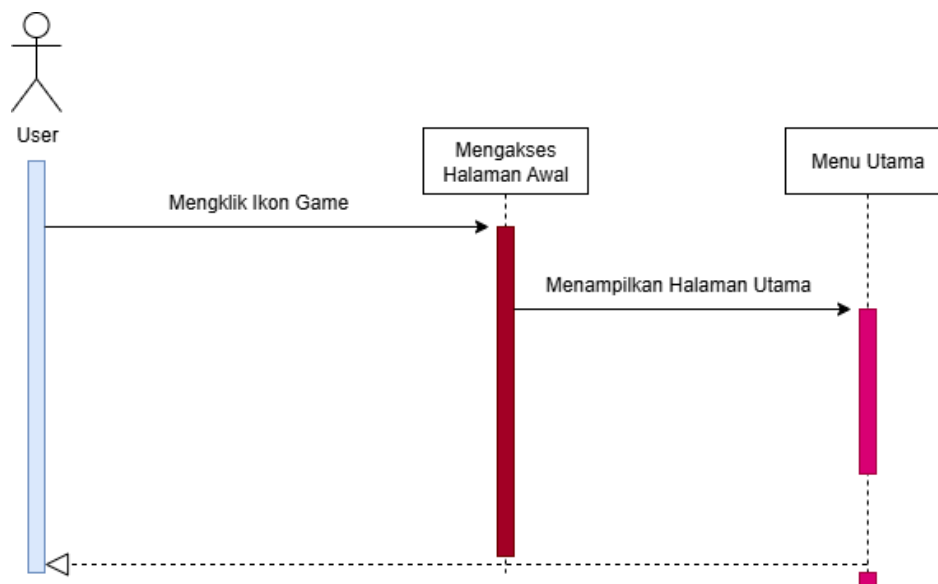 User
Mengakses
Halaman Awal
Menu Utama
Mengklik Ikon Game
Menampilkan Halaman Utama